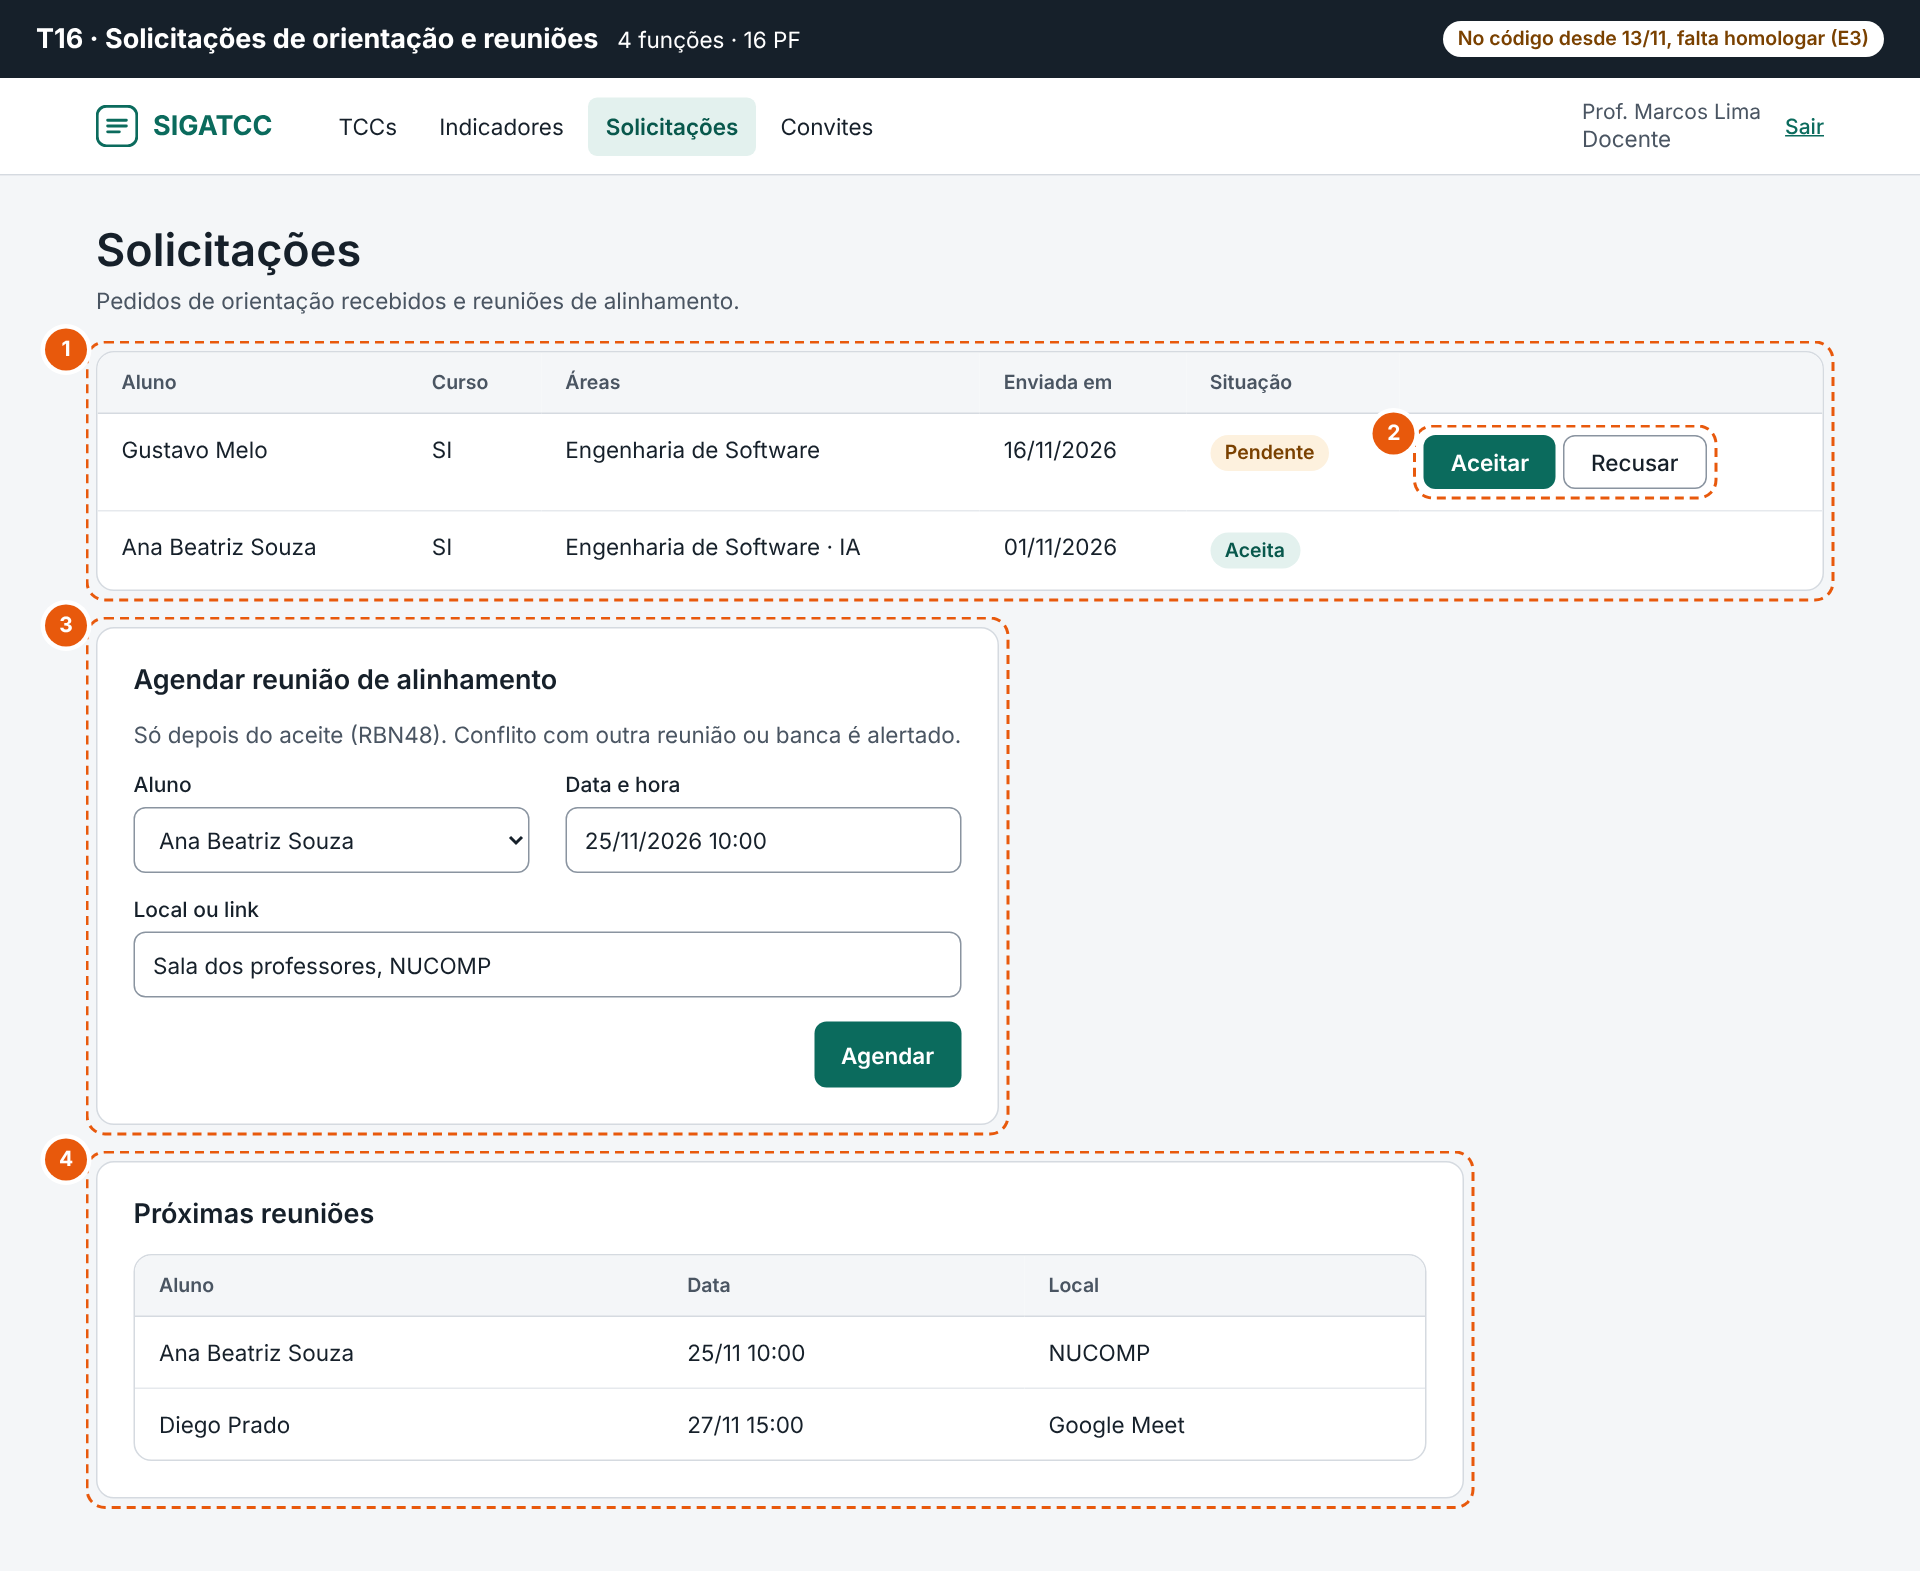 T16 · Solicitações de orientação e reuniões 4 funções · 16 PF
No código desde 13/11, falta homologar (E3)
SIGATCC
TCCs
Indicadores
Solicitações
Convites
Prof. Marcos Lima
Docente
Sair
Solicitações
Pedidos de orientação recebidos e reuniões de alinhamento.
1
Aluno Curso Áreas Enviada em Situação
2
Gustavo Melo SI Engenharia de Software 16/11/2026 Pendente Aceitar Recusar
Ana Beatriz Souza SI Engenharia de Software · IA 01/11/2026 Aceita
3
Agendar reunião de alinhamento
Só depois do aceite (RBN48). Conflito com outra reunião ou banca é alertado.
Aluno Data e hora
Ana Beatriz Souza 25/11/2026 10:00
Local ou link
Sala dos professores, NUCOMP
Agendar
4
Próximas reuniões
Aluno Data Local
Ana Beatriz Souza 25/11 10:00 NUCOMP
Diego Prado 27/11 15:00 Google Meet